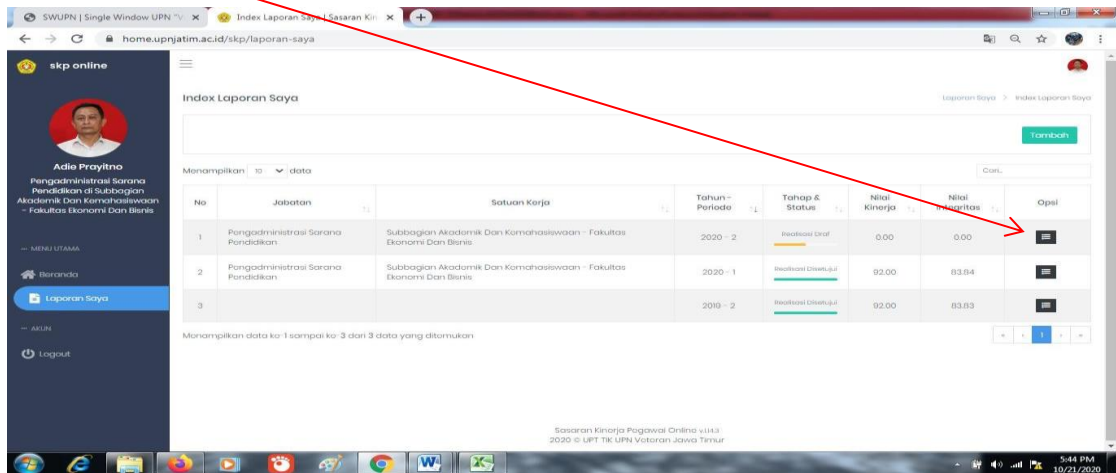 SWUPN | Single Window UPN "V
Index Laporan Saya | Sasaran Kin
home.upnjatim.ac.id/skp/laporan-saya
skp online
Index Laporan Saya
Laporan Saya > Index Laporan Saya
Tambah
Adie Prayitno
Pengadministrasi Sarana
Pendidikan di Subbagian
Akademik Dan Kemahasiswaan
- Fakultas Ekonomi Dan Bisnis
Menampilkan 10 data
Cari..
No Jabatan Satuan Kerja Tahun - Periode Tahap & Status Nilai Kinerja Nilai Integritas Opsi
1 Pengadministrasi Sarana Pendidikan Subbagian Akademik Dan Kemahasiswaan - Fakultas Ekonomi Dan Bisnis 2020 - 2 Realisasi Draf 0.00 0.00
2 Pengadministrasi Sarana Pendidikan Subbagian Akademik Dan Kemahasiswaan - Fakultas Ekonomi Dan Bisnis 2020 - 1 Realisasi Disetujui 92.00 83.84
3 2019 - 2 Realisasi Disetujui 92.00 83.83
Menampilkan data ke-1 sampai ke-3 dari 3 data yang ditemukan
« ‹ 1 › »
-- MENU UTAMA
Beranda
Laporan Saya
-- AKUN
Logout
Sasaran Kinerja Pegawai Online
2020 © UPT TIK UPN Veteran Jawa Timur
5:44 PM
10/21/2020